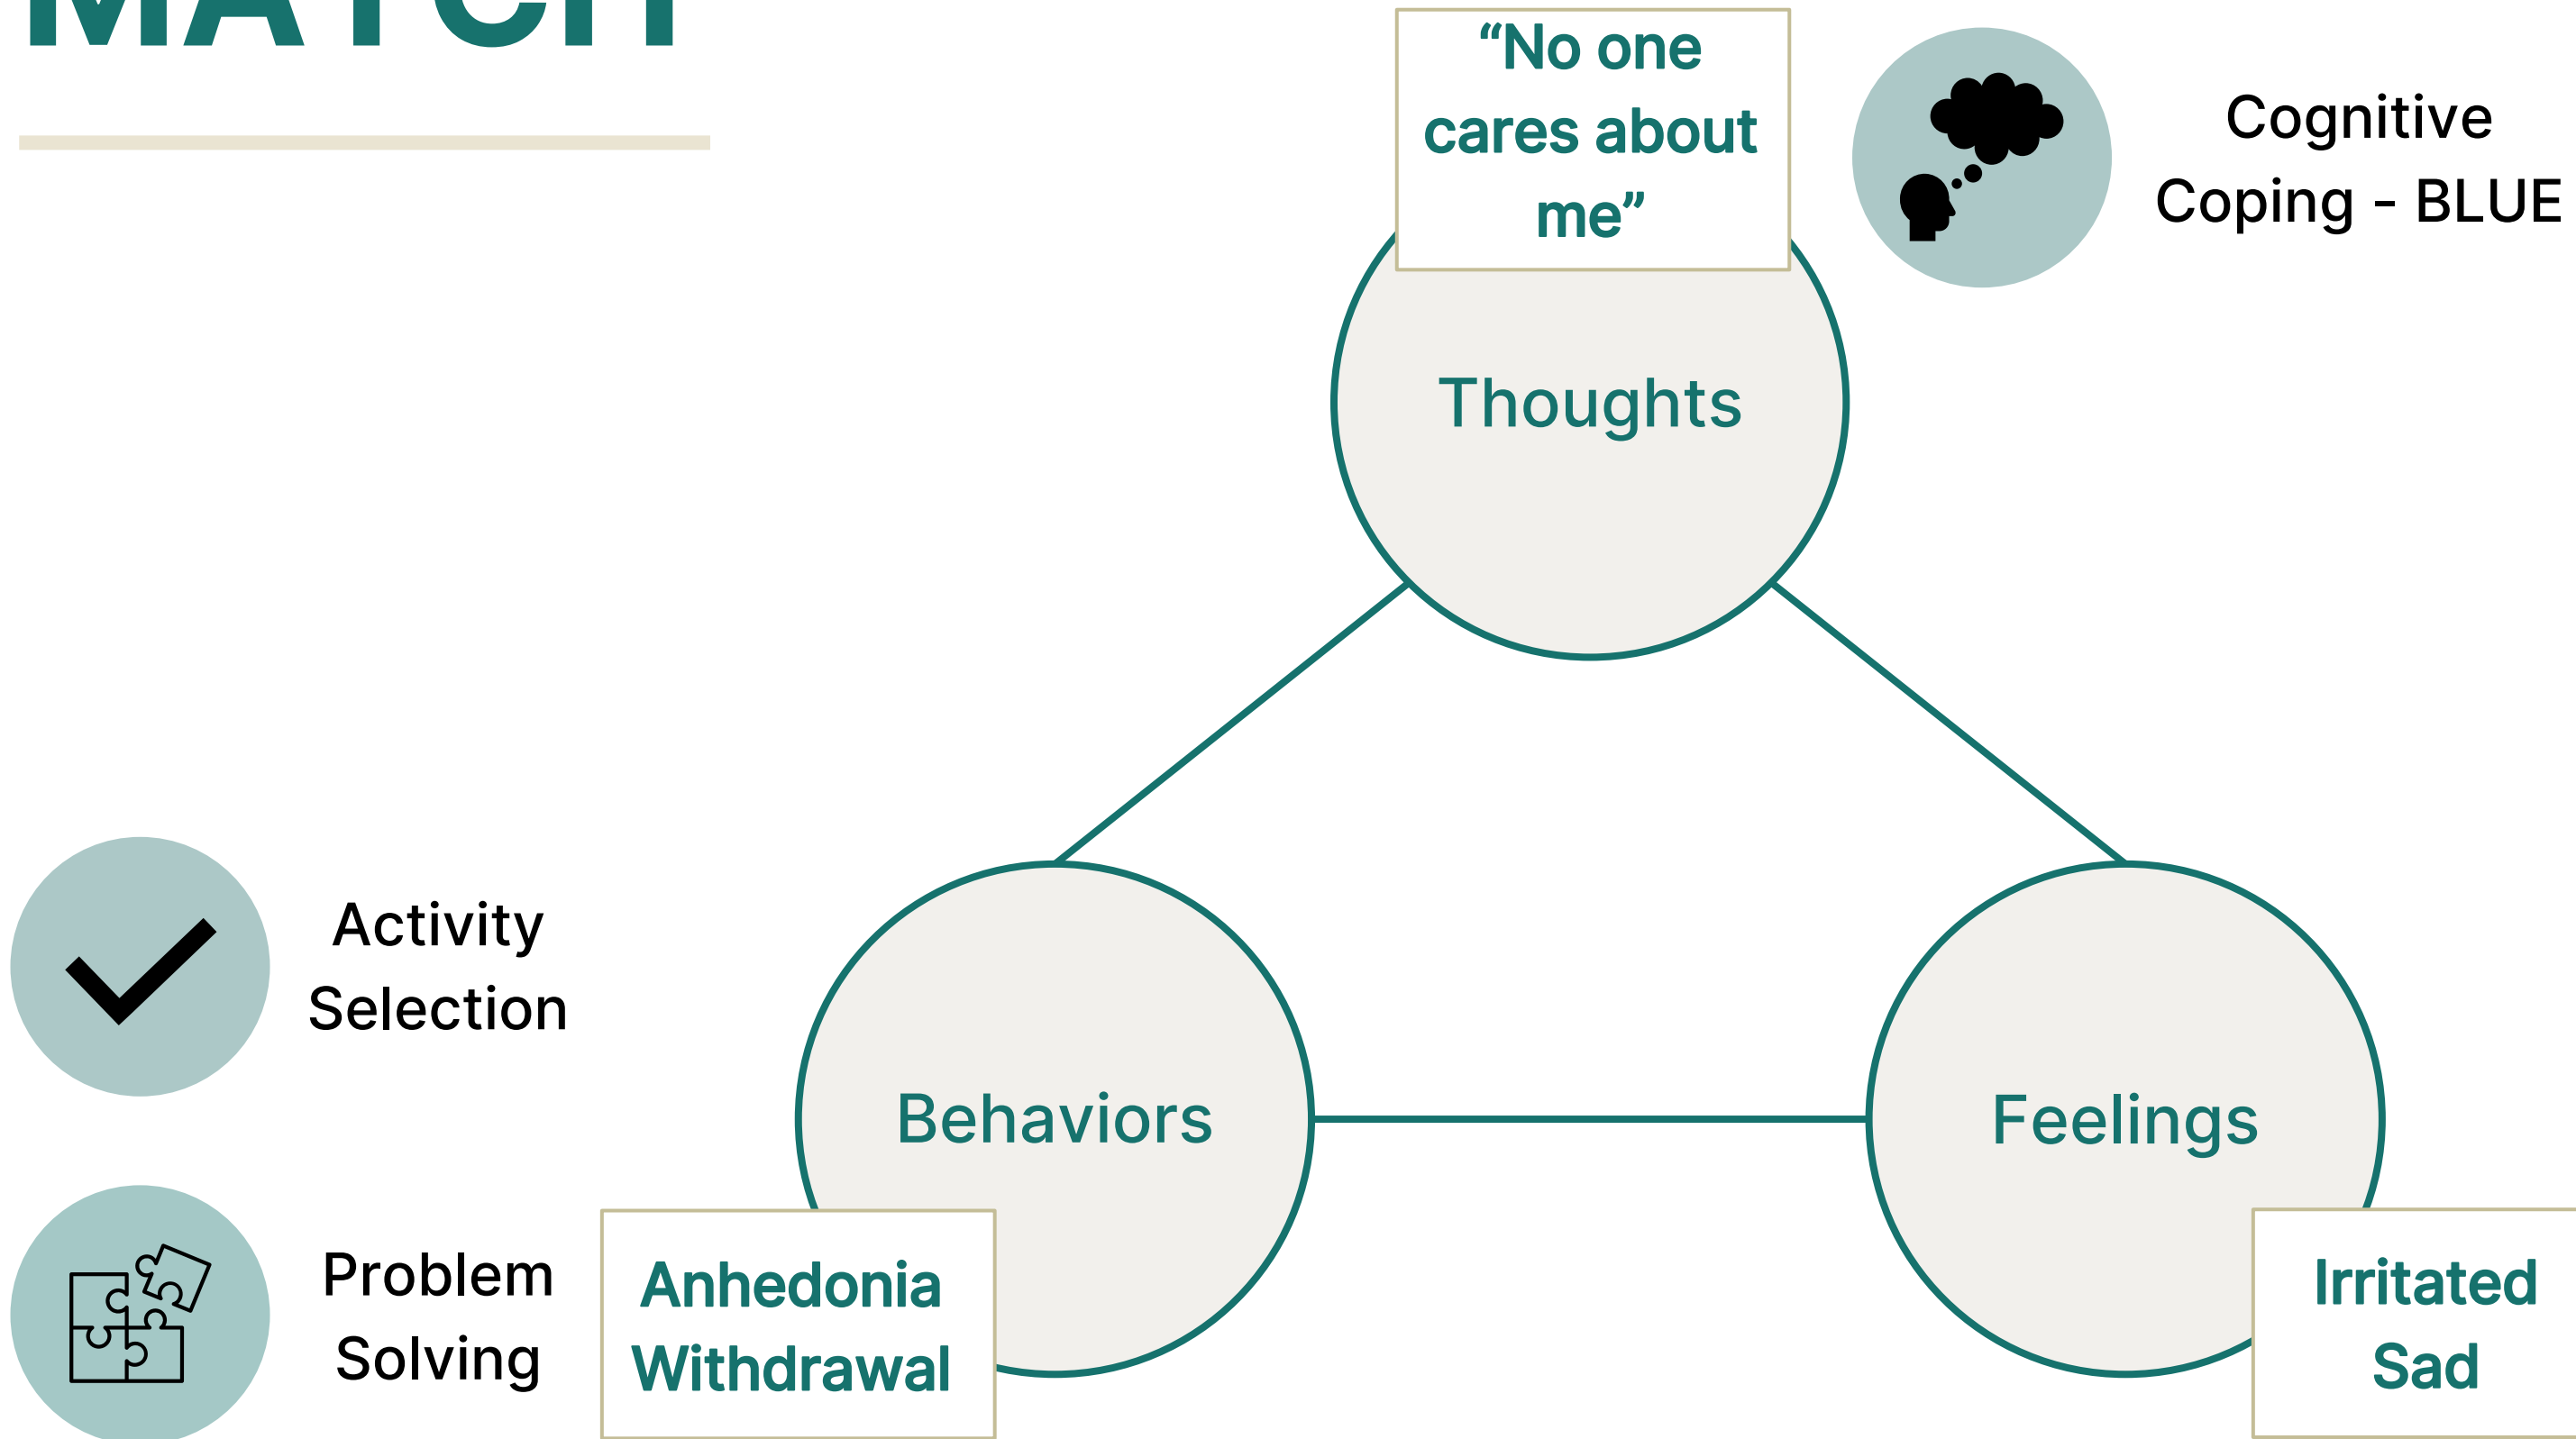 MATCH
“No one
cares about
me”
Cognitive
Coping - BLUE
Thoughts
Activity
Selection
Behaviors
Feelings
Problem
Solving
Anhedonia
Withdrawal
Irritated
Sad